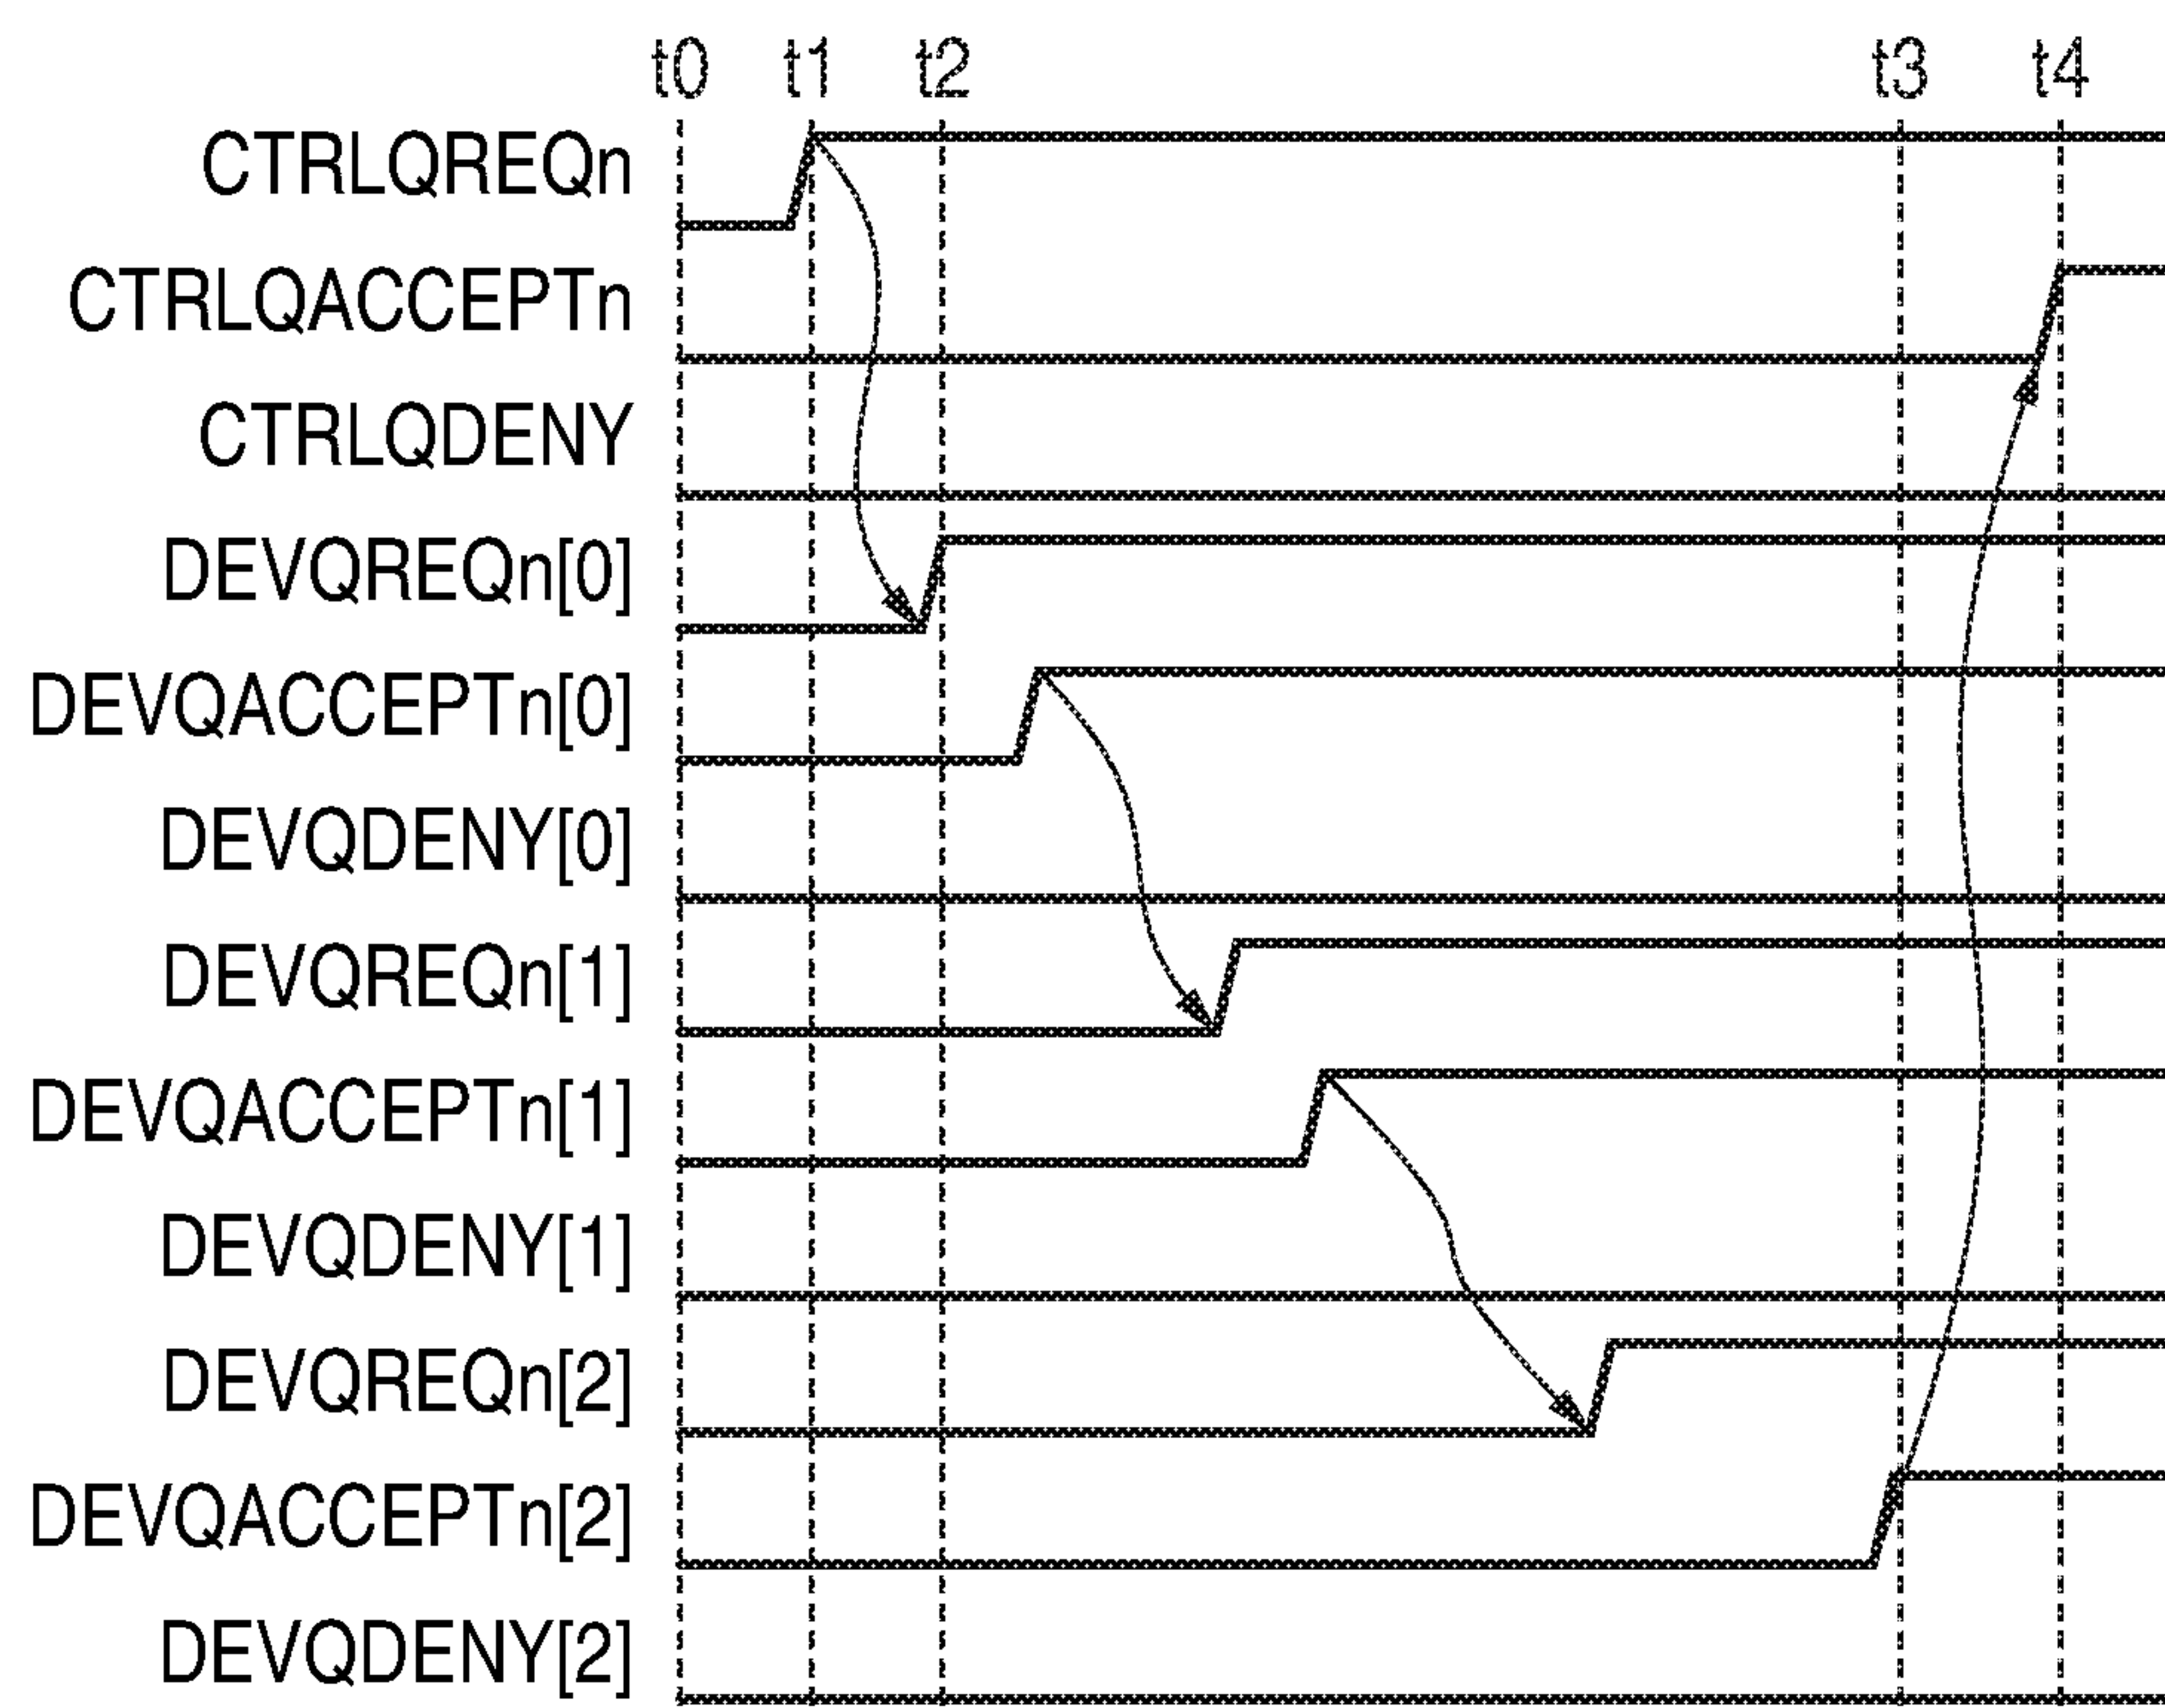 t0 t1 t2 t3 t4
CTRLQREQn
CTRLQACCEPTn
CTRLQDENY
DEVQREQn[0]
DEVQACCEPTn[0]
DEVQDENY[0]
DEVQREQn[1]
DEVQACCEPTn[1]
DEVQDENY[1]
DEVQREQn[2]
DEVQACCEPTn[2]
DEVQDENY[2]